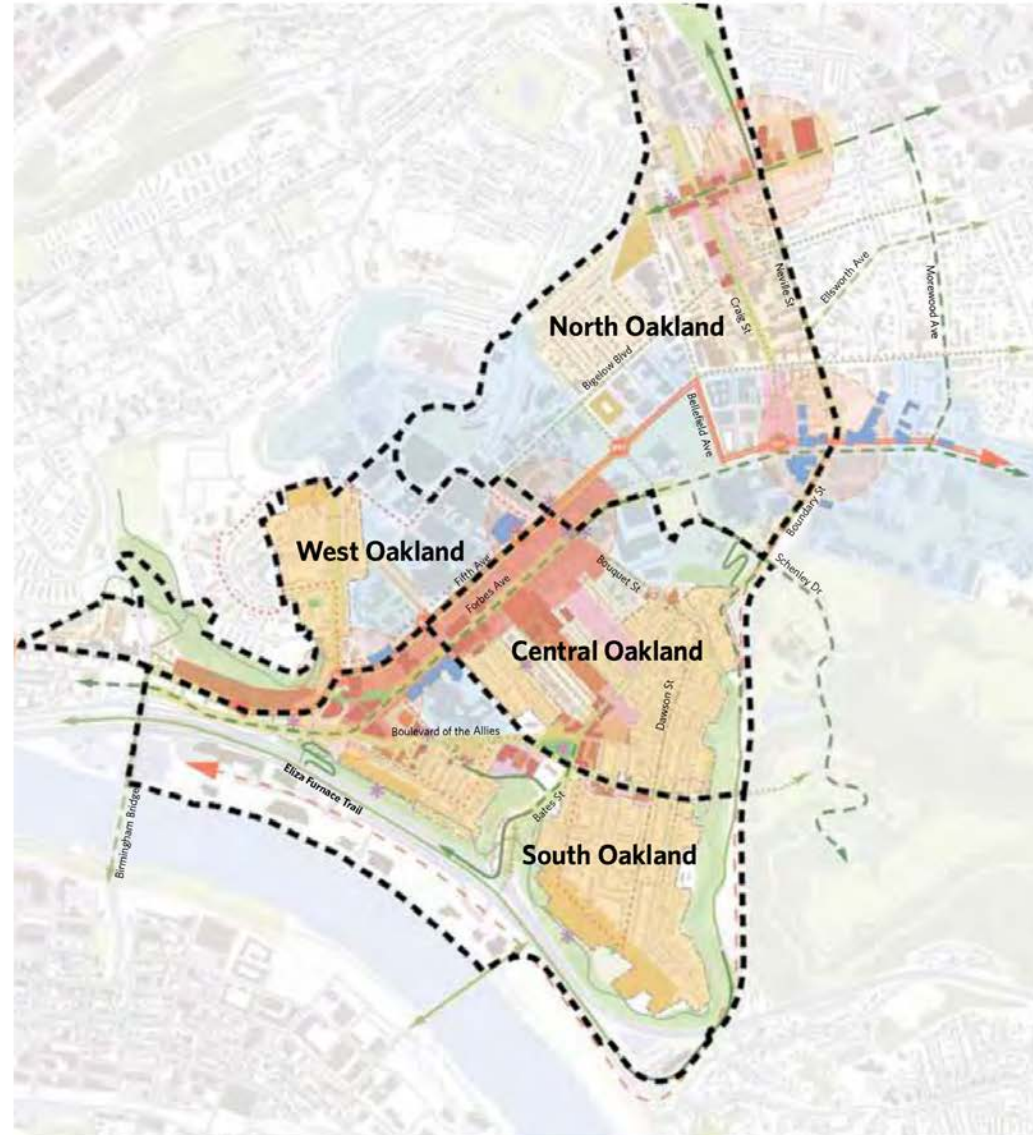 Neville St
Ellsworth Ave
Morewood Ave
Craig St
North Oakland
Bigelow Blvd
Bellefield Ave
Boundary St
West Oakland
Fifth Ave
Forbes Ave
Bouquet St
Schenley Dr
Central Oakland
Dawson St
Boulevard of the Allies
Eliza Furnace Trail
Bates St
Birmingham Bridge
South Oakland